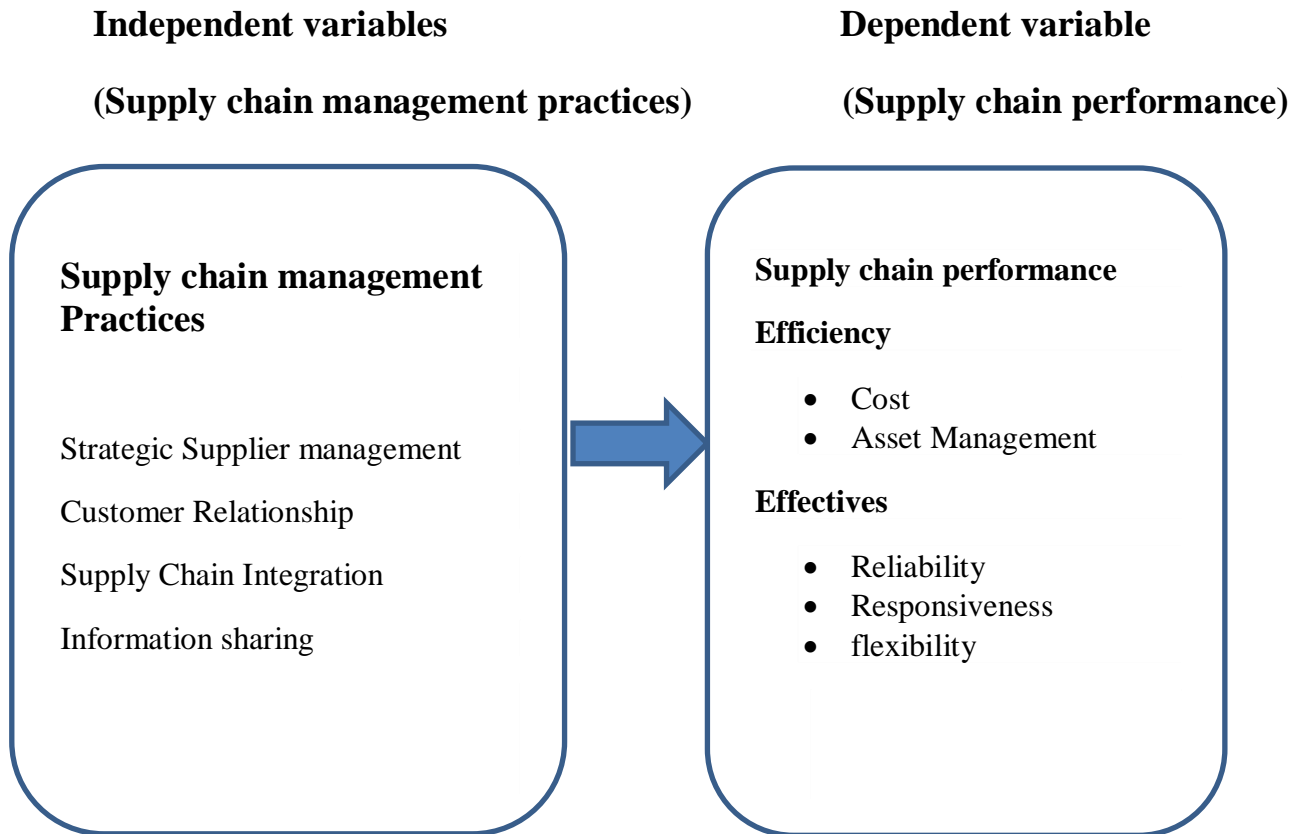 Independent variables
(Supply chain management practices)
Dependent variable
(Supply chain performance)
Supply chain management
Practices
Strategic Supplier management
Customer Relationship
Supply Chain Integration
Information sharing
Supply chain performance
Efficiency
• Cost
• Asset Management
Effectives
• Reliability
• Responsiveness
• flexibility